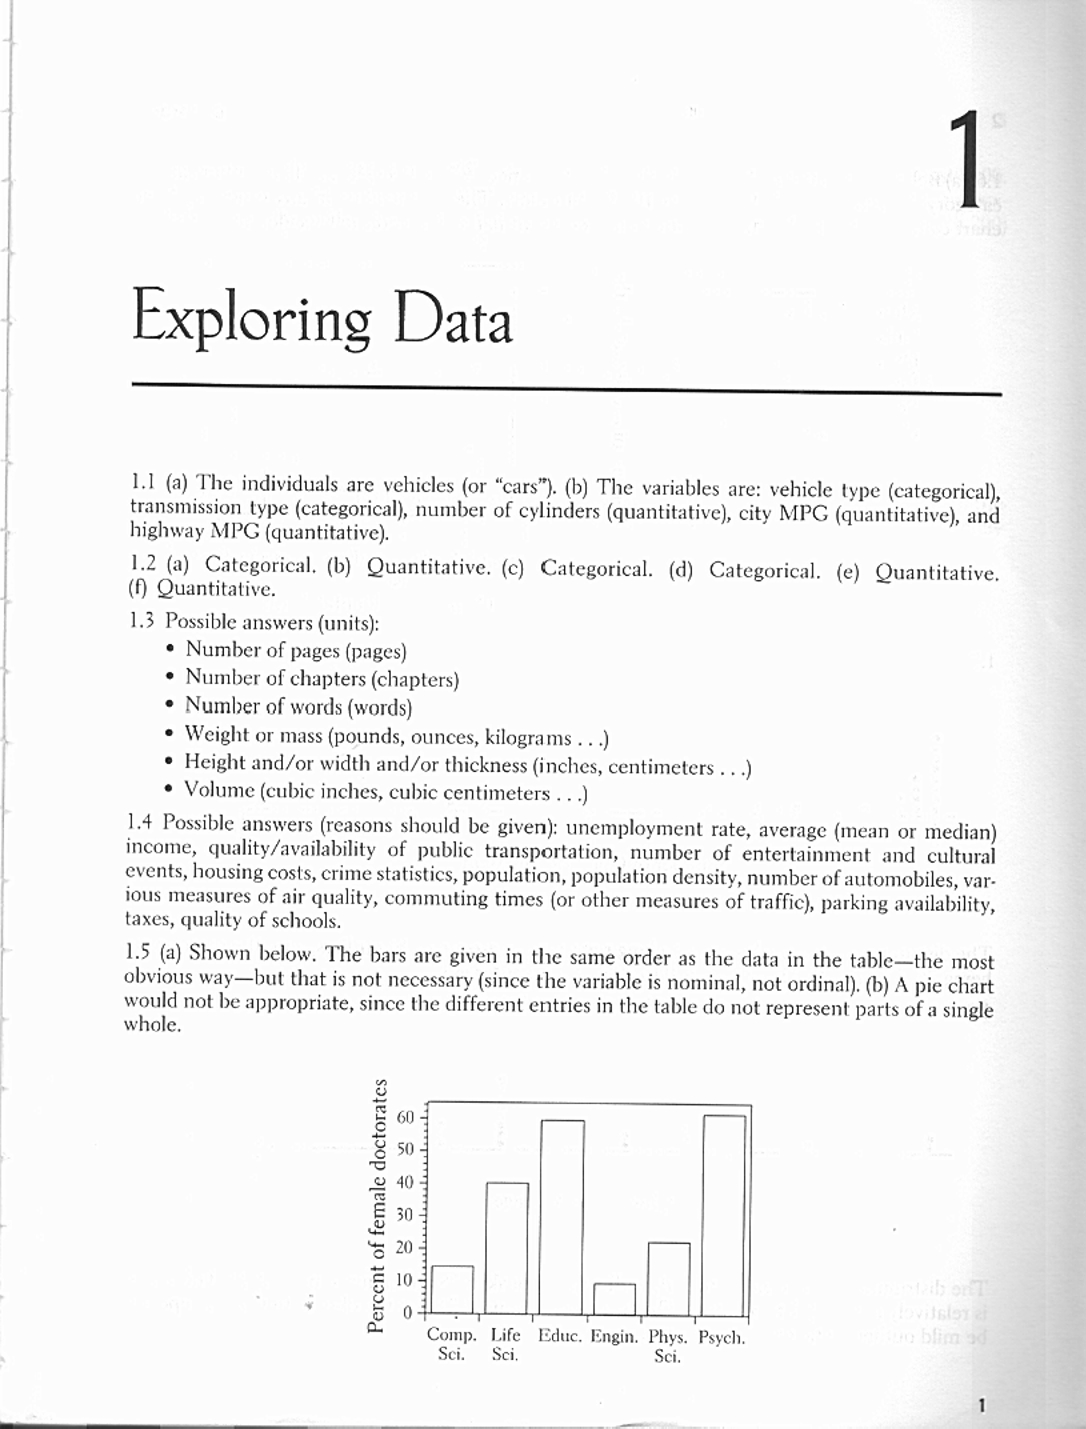 1
Exploring Data
1.1 (a) The individuals are vehicles (or “cars”). (b) The variables are: vehicle type (categorical),
transmission type (categorical), number of cylinders (quantitative), city MPG (quantitative), and
highway MPG (quantitative).
1.2 (a) Categorical. (b) Quantitative. (c) Categorical. (d) Categorical. (e) Quantitative.
(f) Quantitative.
1.3 Possible answers (units):
• Number of pages (pages)
• Number of chapters (chapters)
• Number of words (words)
• Weight or mass (pounds, ounces, kilograms . . .)
• Height and/or width and/or thickness (inches, centimeters . . .)
• Volume (cubic inches, cubic centimeters . . .)
1.4 Possible answers (reasons should be given): unemployment rate, average (mean or median)
income, quality/availability of public transportation, number of entertainment and cultural
events, housing costs, crime statistics, population, population density, number of automobiles, var-
ious measures of air quality, commuting times (or other measures of traffic), parking availability,
taxes, quality of schools.
1.5 (a) Shown below. The bars are given in the same order as the data in the table—the most
obvious way—but that is not necessary (since the variable is nominal, not ordinal). (b) A pie chart
would not be appropriate, since the different entries in the table do not represent parts of a single
whole.
Percent of female doctorates
60
50
40
30
20
10
0
Comp. Life Educ. Engin. Phys. Psych.
Sci. Sci. Sci.
1